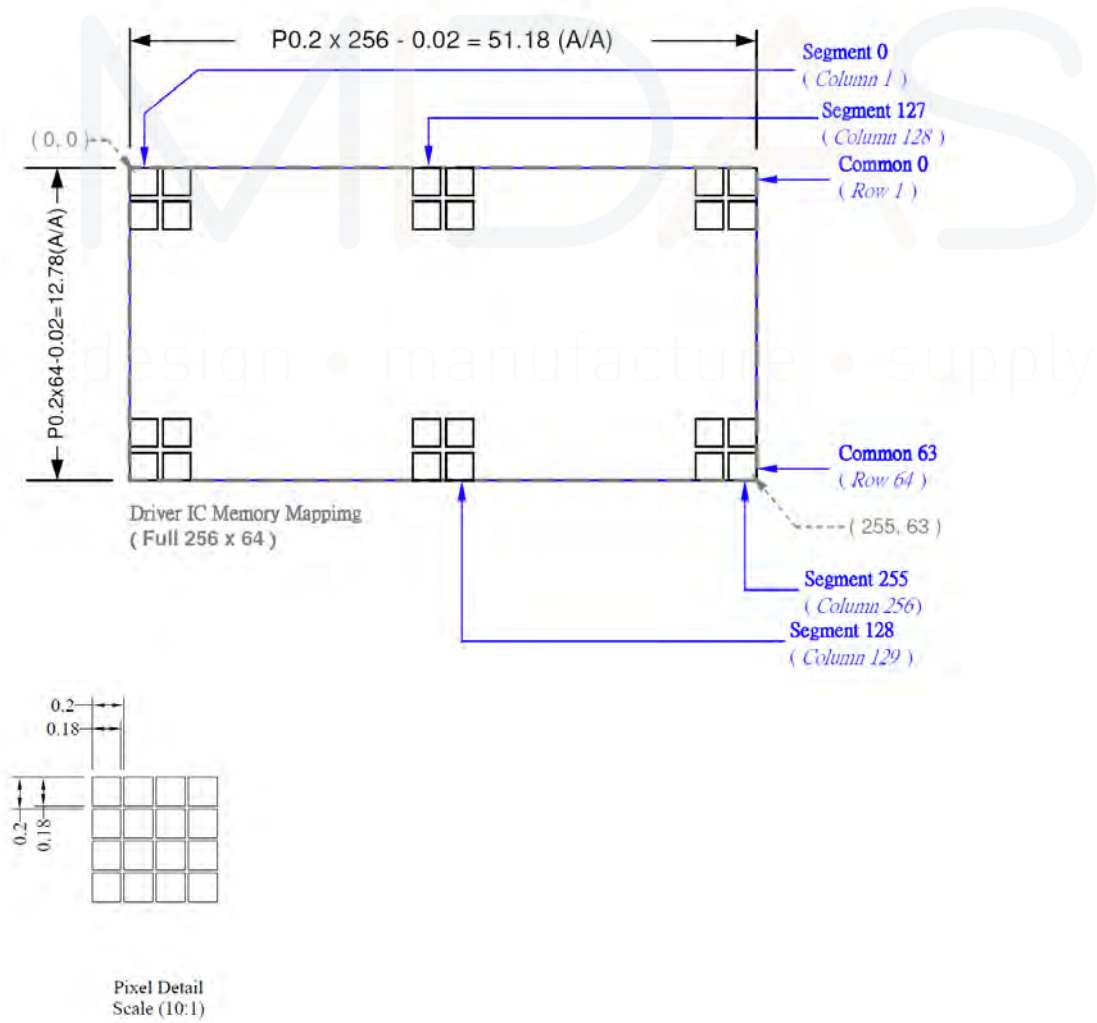 MIDAS
design • manufacture • supply
P0.2 x 256 - 0.02 = 51.18 (A/A)
Segment 0
( Column 1 )
Segment 127
( Column 128 )
( 0, 0 )
Common 0
( Row 1 )
P0.2x64-0.02=12.78(A/A)
Common 63
( Row 64 )
Driver IC Memory Mappimg
( Full 256 x 64 )
( 255, 63 )
Segment 255
( Column 256)
Segment 128
( Column 129 )
0.2
0.18
0.2
0.18
Pixel Detail
Scale (10:1)